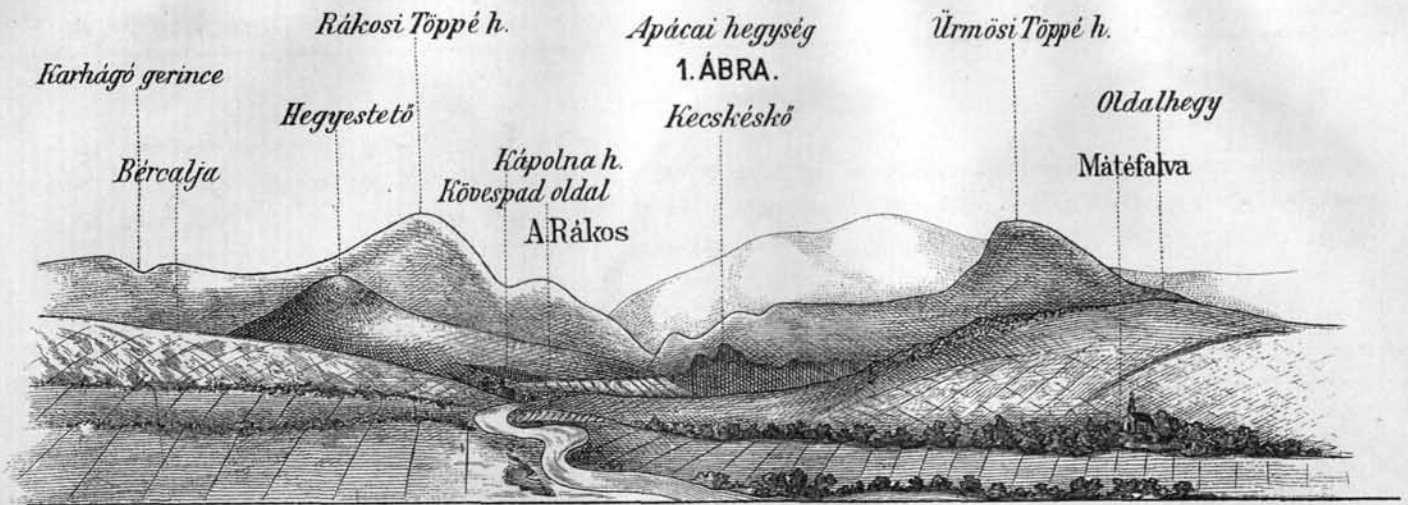 Rákosi Töppé h.
Apácai hegység
Ürmösi Töppé h.
1. ÁBRA.
Karhágó gerince
Hegyestető
Kecskéskő
Oldalhegy
Bércalja
Kápolna h.
Mátéfalva
Kövespad oldal
A.Rákos